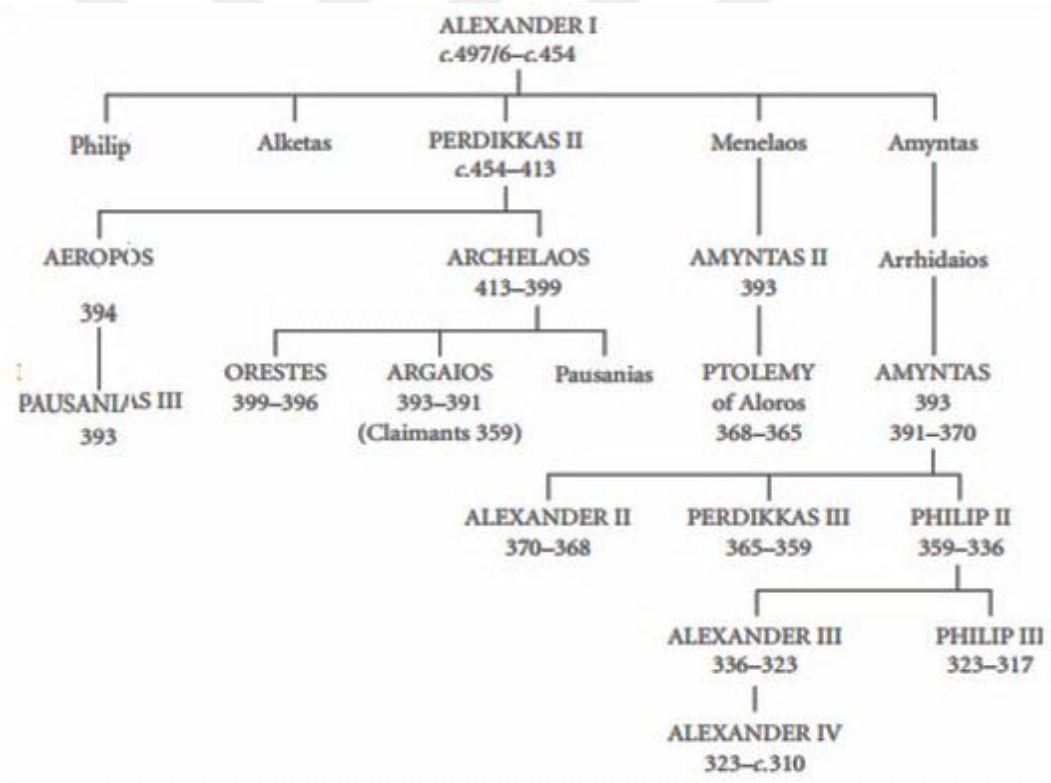 ALEXANDER I
c.497/6–c.454
Philip
Alketas
PERDIKKAS II
c.454–413
Menelaos
Amyntas
AEROPOS
394
ARCHELAOS
413–399
AMYNTAS II
393
Arrhidaios
PAUSANIAS III
393
ORESTES
399–396
ARGAIOS
393–391
(Claimants 359)
Pausanias
PTOLEMY
of Aloros
368–365
AMYNTAS
393
391–370
ALEXANDER II
370–368
PERDIKKAS III
365–359
PHILIP II
359–336
ALEXANDER III
336–323
PHILIP III
323–317
ALEXANDER IV
323–c.310